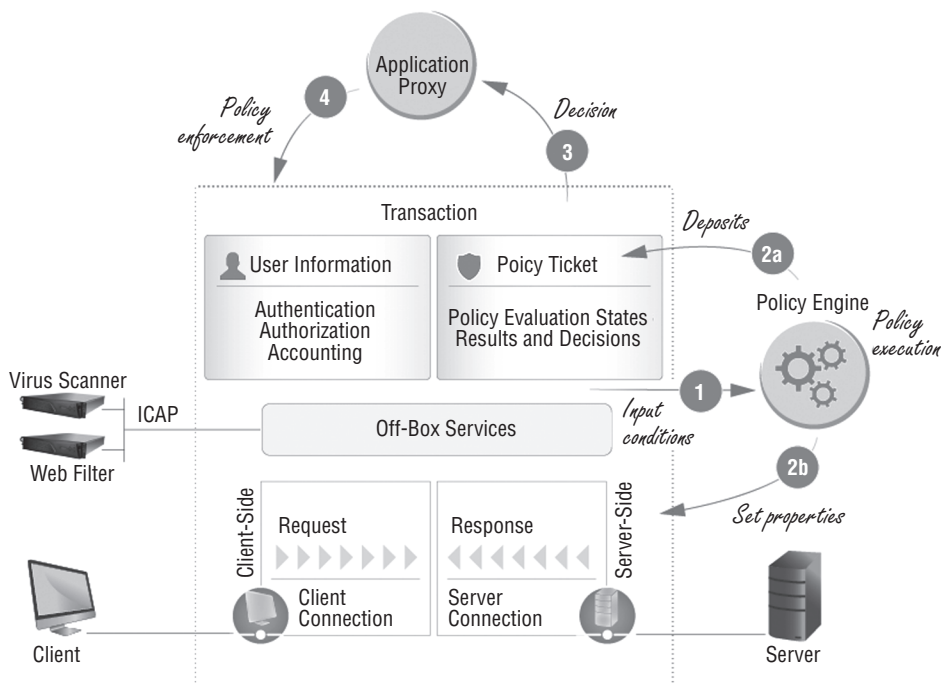 Application
Proxy
4
Policy
enforcement
Decision
3
Transaction
Deposits
2a
User Information
Authentication
Authorization
Accounting
Poicy Ticket
Policy Evaluation States
Results and Decisions
Policy Engine
Policy
execution
1
Input
conditions
Virus Scanner
ICAP
Web Filter
Off-Box Services
2b
Set properties
Client-Side
Request
Client
Connection
Response
Server
Connection
Server-Side
Client
Server